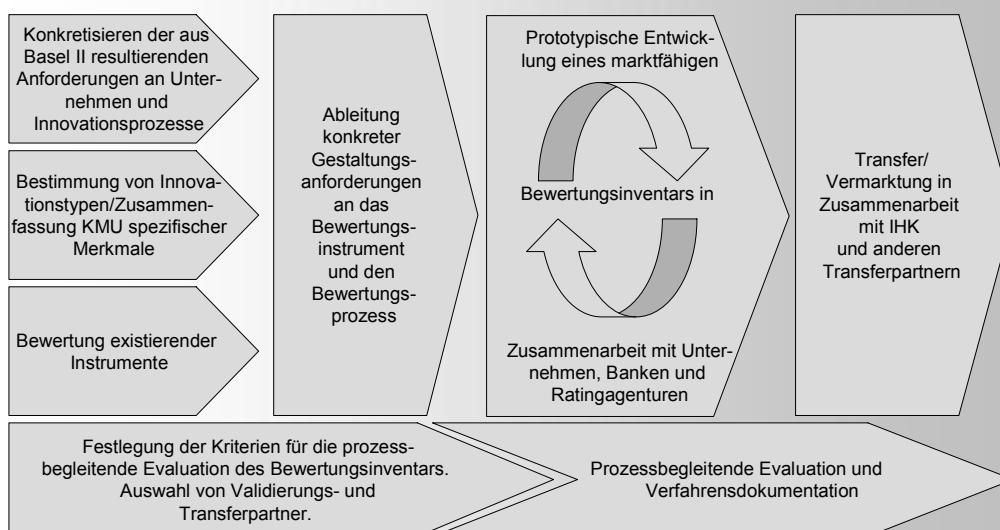 Konkretisieren der aus
Basel II resultierenden
Anforderungen an Unter-
nehmen und
Innovationsprozesse
Bestimmung von Innova-
tionstypen/Zusammen-
fassung KMU spezifischer
Merkmale
Bewertung existierender
Instrumente
Ableitung
konkreter
Gestaltungs-
anforderungen
an das
Bewertungs-
instrument
und den
Bewertungs-
prozess
Prototypische Entwick-
lung eines marktfähigen
Bewertungsinventars in
Zusammenarbeit mit Unter-
nehmen, Banken und
Ratingagenturen
Transfer/
Vermarktung in
Zusammenarbeit
mit IHK
und anderen
Transferpartnern
Festlegung der Kriterien für die prozess-
begleitende Evaluation des Bewertungsinventars.
Auswahl von Validierungs- und
Transferpartner.
Prozessbegleitende Evaluation und
Verfahrensdokumentation